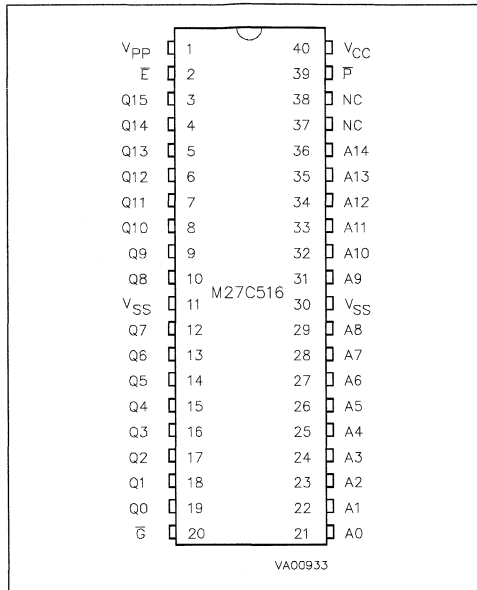 VPP 1 40 VCC
E̅ 2 39 P̅
Q15 3 38 NC
Q14 4 37 NC
Q13 5 36 A14
Q12 6 35 A13
Q11 7 34 A12
Q10 8 33 A11
Q9 9 32 A10
Q8 10 31 A9
M27C516
VSS 11 30 VSS
Q7 12 29 A8
Q6 13 28 A7
Q5 14 27 A6
Q4 15 26 A5
Q3 16 25 A4
Q2 17 24 A3
Q1 18 23 A2
Q0 19 22 A1
G̅ 20 21 A0
VA00933